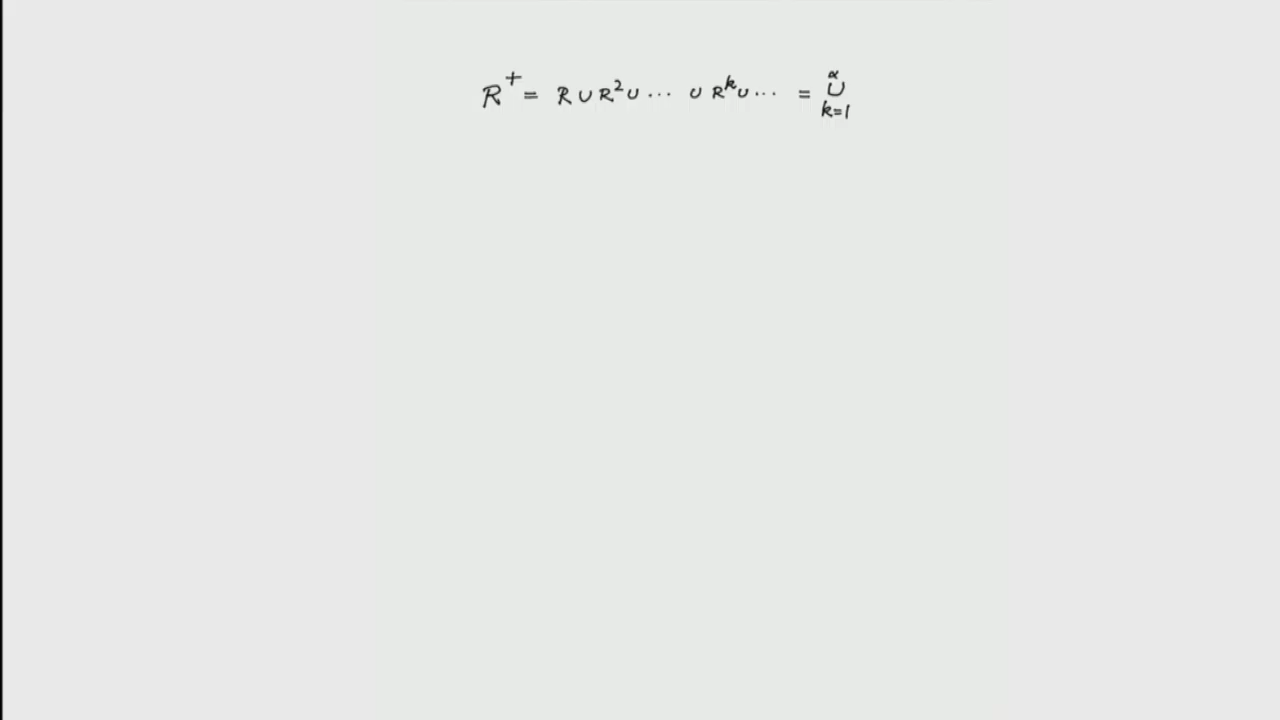 R⁺ = R ∪ R² ∪ ··· ∪ Rᵏ ∪ ··· = ∝ ∪ k=1